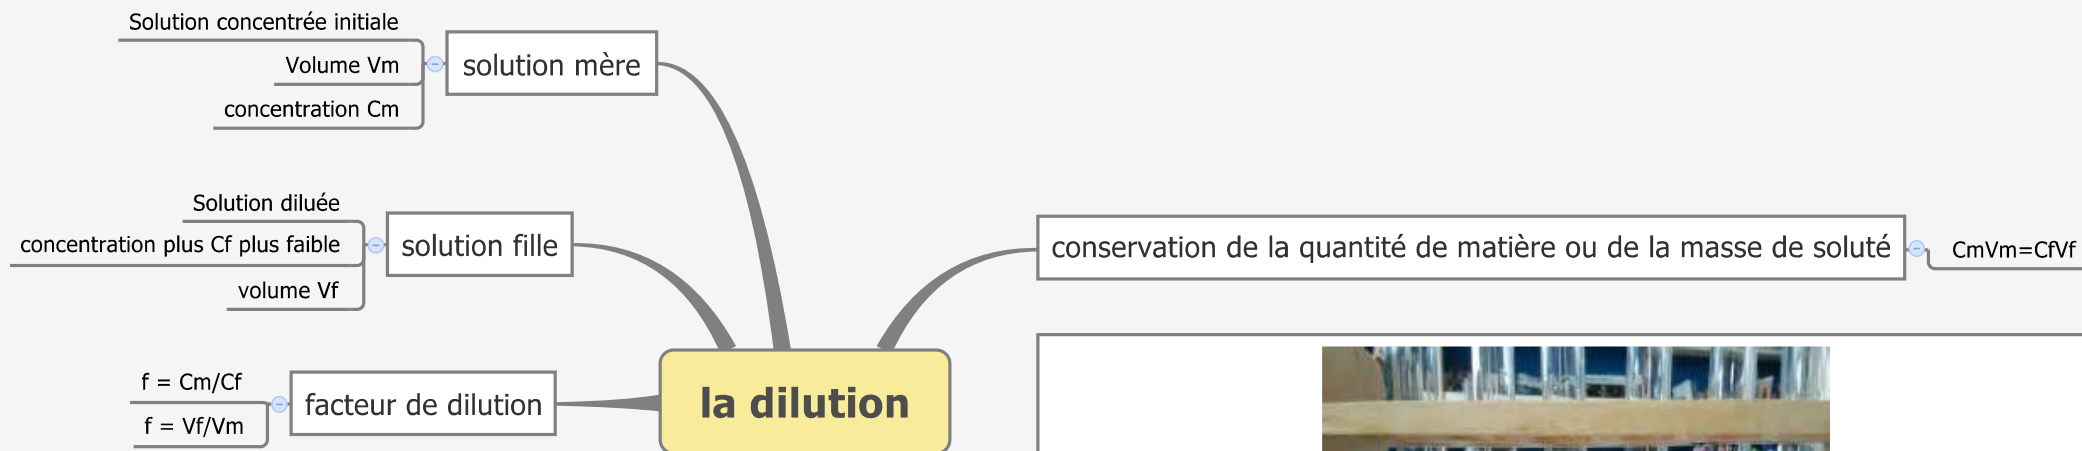 Solution concentrée initiale
Volume Vm
concentration Cm
solution mère
Solution diluée
concentration plus Cf plus faible
volume Vf
solution fille
f = Cm/Cf
f = Vf/Vm
facteur de dilution
la dilution
conservation de la quantité de matière ou de la masse de soluté
CmVm=CfVf